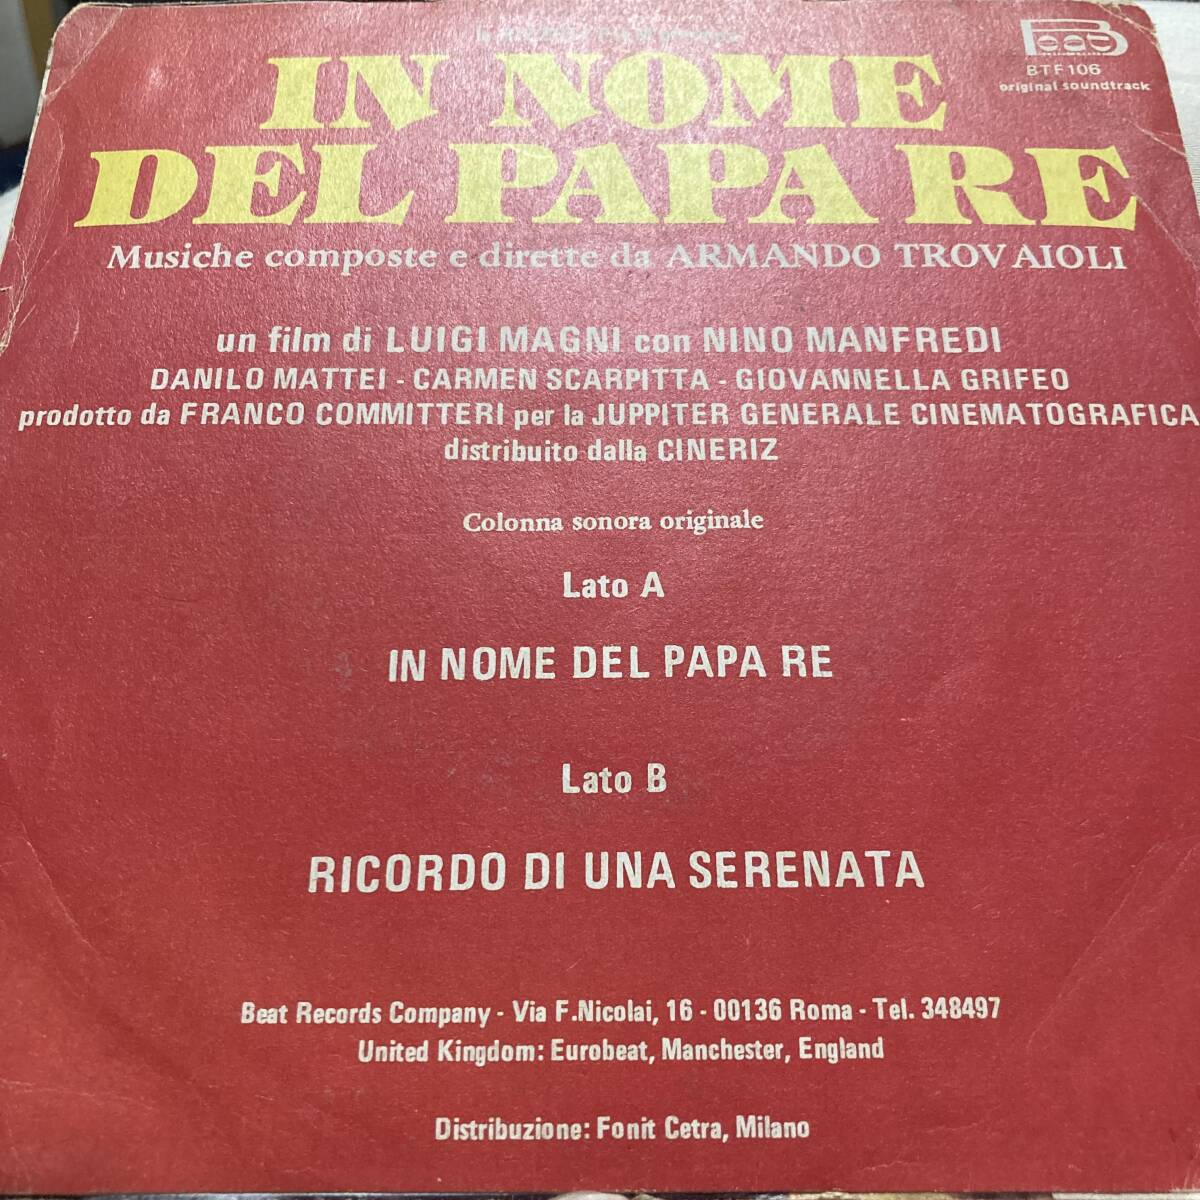 Beat
BTF 106
original soundtrack
IN NOME
DEL PAPA RE
Musiche composte e dirette da ARMANDO TROVAIOLI
un film di LUIGI MAGNI con NINO MANFREDI
DANILO MATTEI - CARMEN SCARPITTA - GIOVANNELLA GRIFEO
prodotto da FRANCO COMMITTERI per la JUPPITER GENERALE CINEMATOGRAFICA
distribuito dalla CINERIZ
Colonna sonora originale
Lato A
IN NOME DEL PAPA RE
Lato B
RICORDO DI UNA SERENATA
Beat Records Company - Via F.Nicolai, 16 - 00136 Roma - Tel. 348497
United Kingdom: Eurobeat, Manchester, England
Distribuzione: Fonit Cetra, Milano